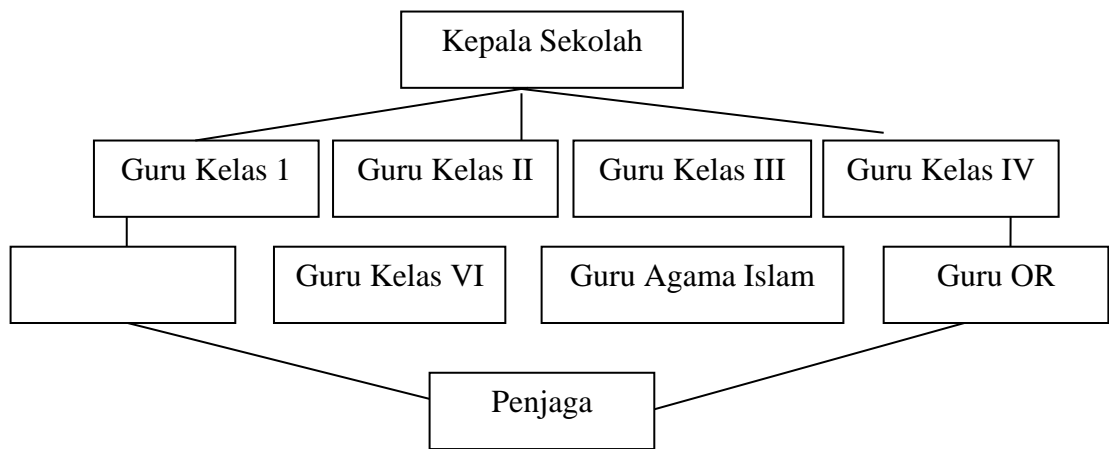 Kepala Sekolah
Guru Kelas 1
Guru Kelas II
Guru Kelas III
Guru Kelas IV
Guru Kelas VI
Guru Agama Islam
Guru OR
Penjaga